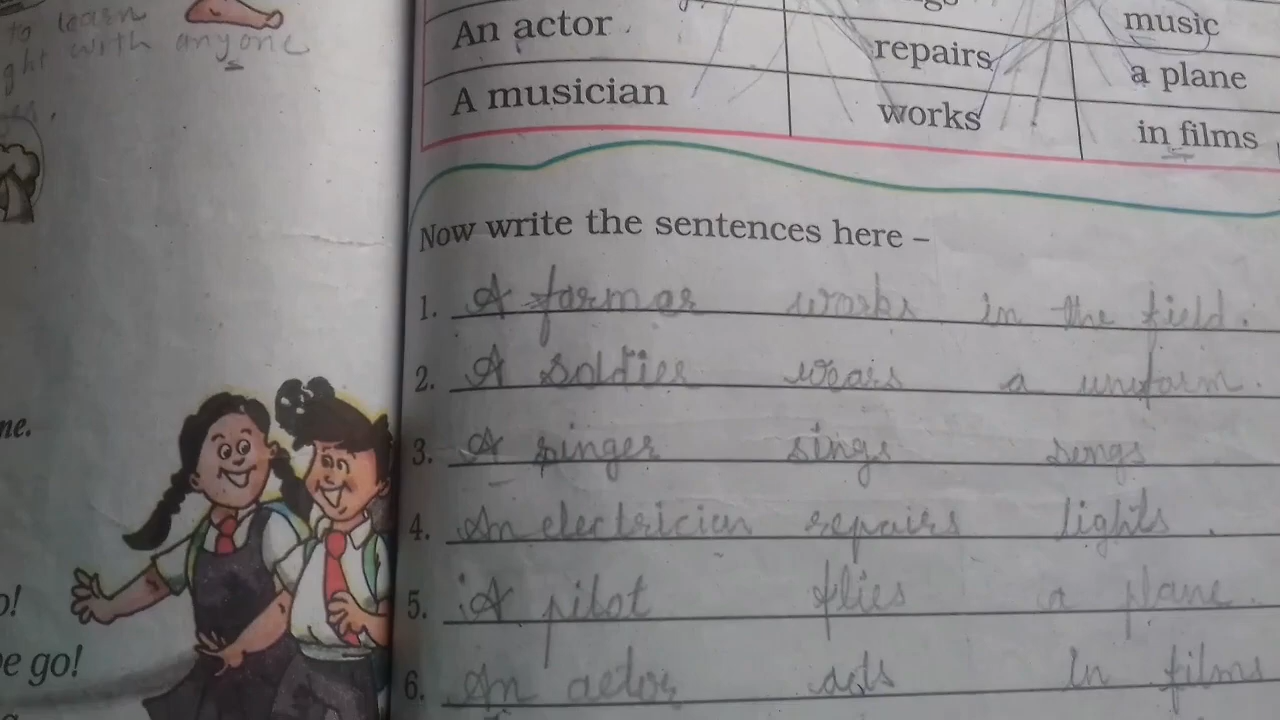 to learn
ght with anyone
An actor
repairs
music
a plane
A musician
works
in films
Now write the sentences here –
1. A farmer works in the field.
2. A soldier wears a uniform.
3. A singer sings songs
4. An electrician repairs lights.
5. A pilot flies a plane.
6. An actor acts in films
ne.
o!
e go!